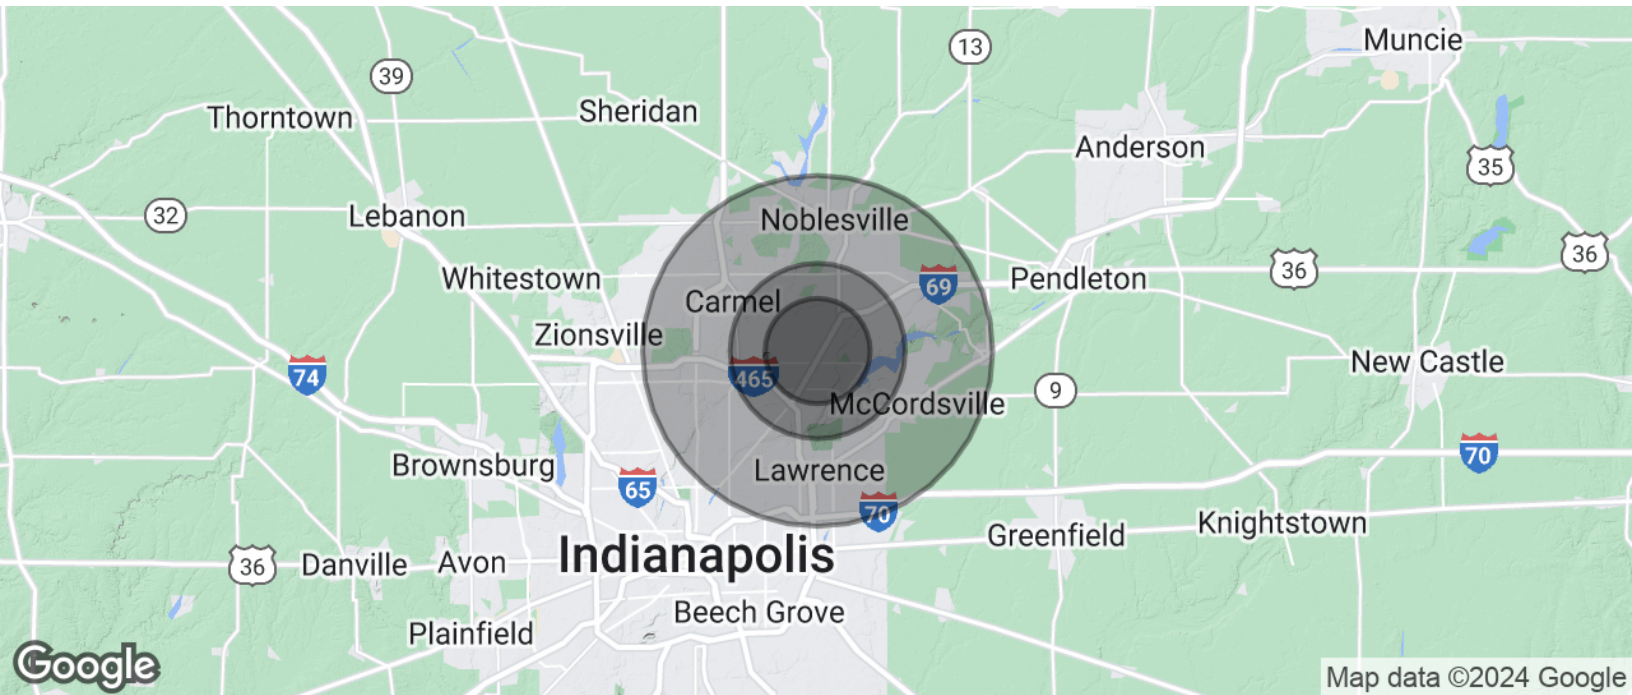 Muncie
13
39
Sheridan
Thorntown
Anderson
35
32
Lebanon
Noblesville
36
36
Whitestown
69
Pendleton
Carmel
Zionsville
New Castle
74
465
9
McCordsville
70
Brownsburg
Lawrence
65
70
Knightstown
Greenfield
Indianapolis
36
Danville
Avon
Beech Grove
Plainfield
Google
Map data ©2024 Google